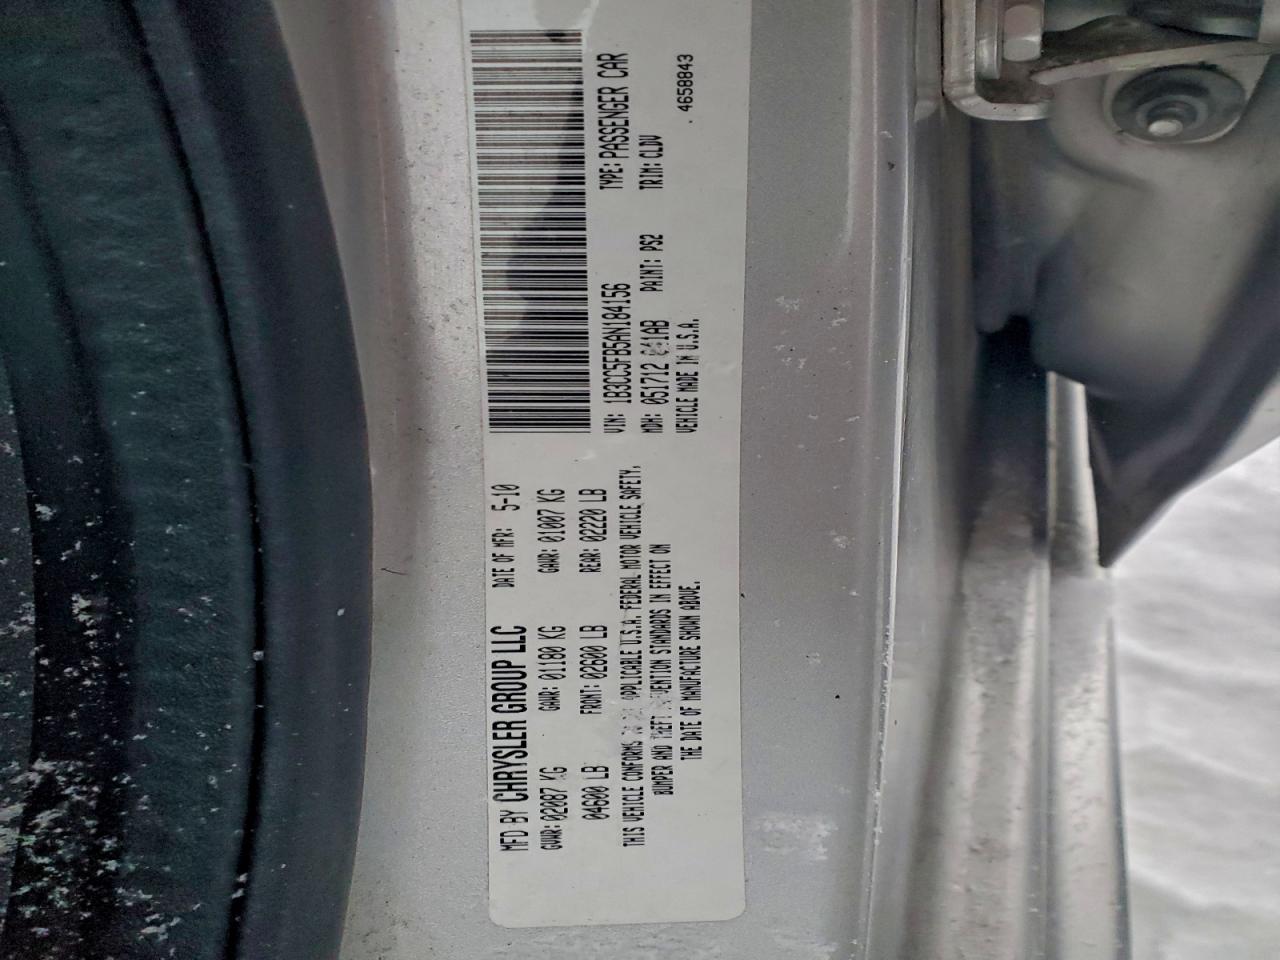 MFD BY CHRYSLER GROUP LLC DATE OF MFR: 5-10
GVWR: 02087 KG GAWR: 01180 KG GAWR: 01007 KG
04600 LB FRONT: 02600 LB REAR: 02220 LB
THIS VEHICLE CONFORMS APPLICABLE U.S.A. FEDERAL MOTOR VEHICLE SAFETY,
BUMPER AND THEFT STANDARDS IN EFFECT ON
THE DATE OF MANUFACTURE SHOWN ABOVE.
VIN: 1B3CC5FB5AN184156 TYPE: PASSENGER CAR
MDH: 051712 PAINT: PS2 TRIM: CLDV
VEHICLE MADE IN U.S.A. . 4658843